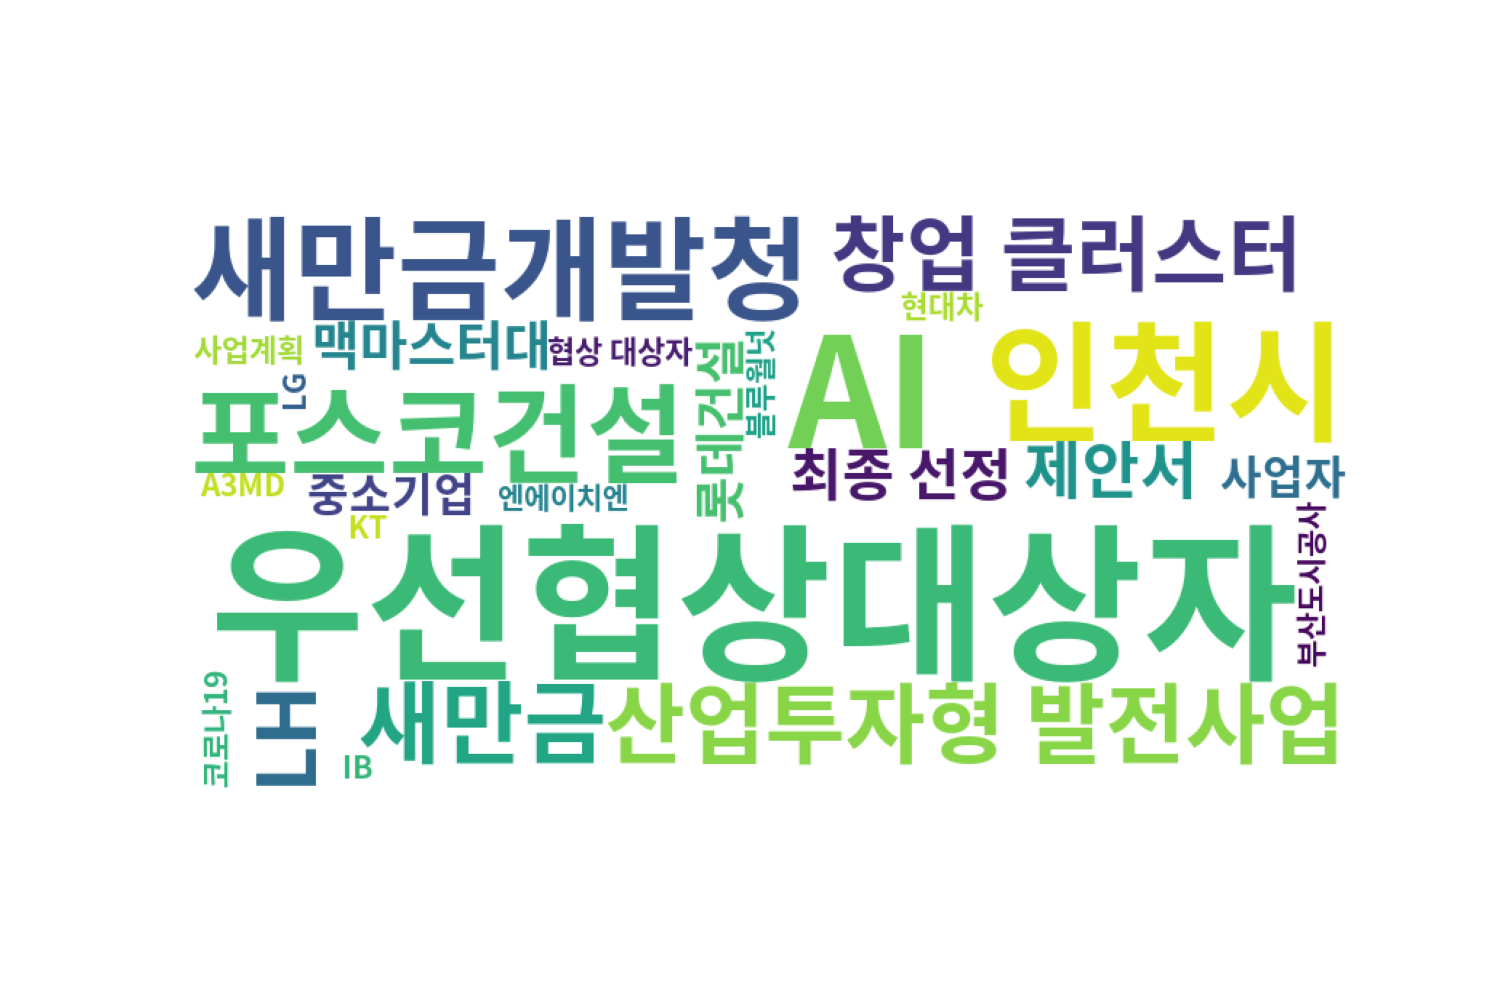 새만금개발청
창업 클러스터
현대차
사업계획
맥마스터대
협상 대상자
롯데건설
블루월넛
AI
인천시
LG
포스코건설
최종 선정
제안서
사업자
A3MD
중소기업
엔에이치엔
KT
우선협상대상자
부산도시공사
코로나19
LH
IB
새만금
산업투자형 발전사업